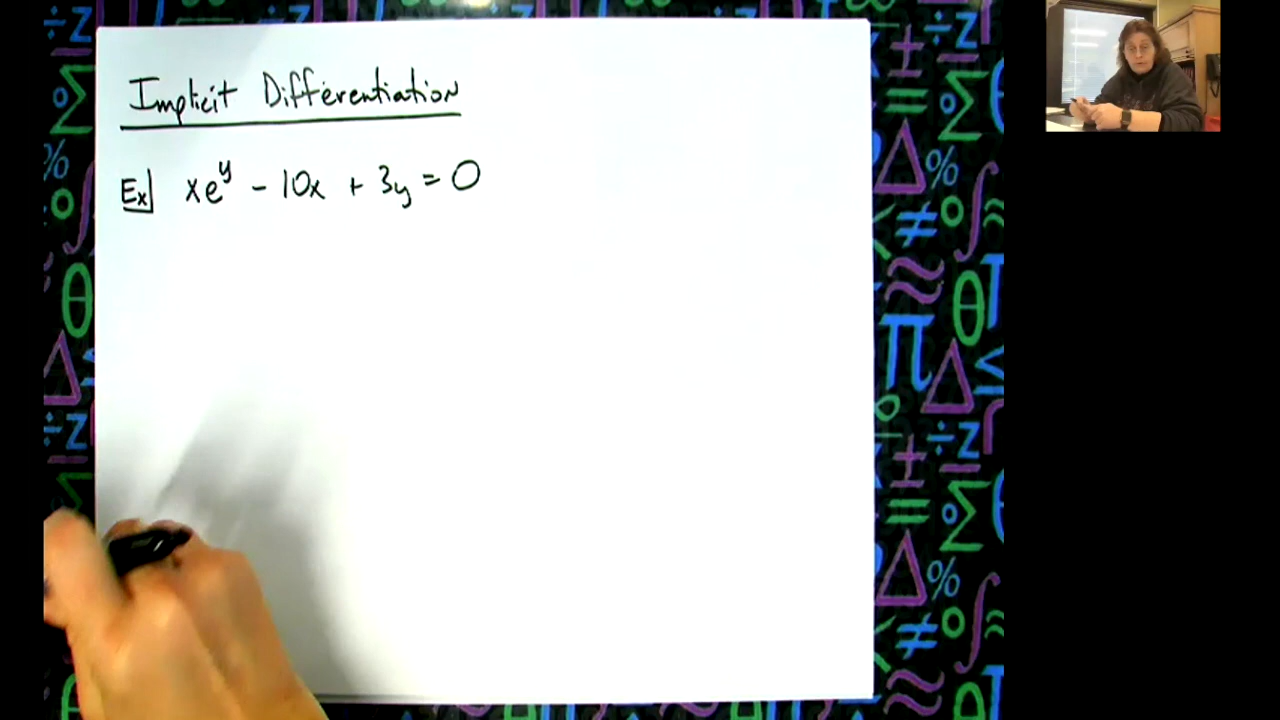 Implicit Differentiation
Ex] xe^y - 10x + 3y = 0